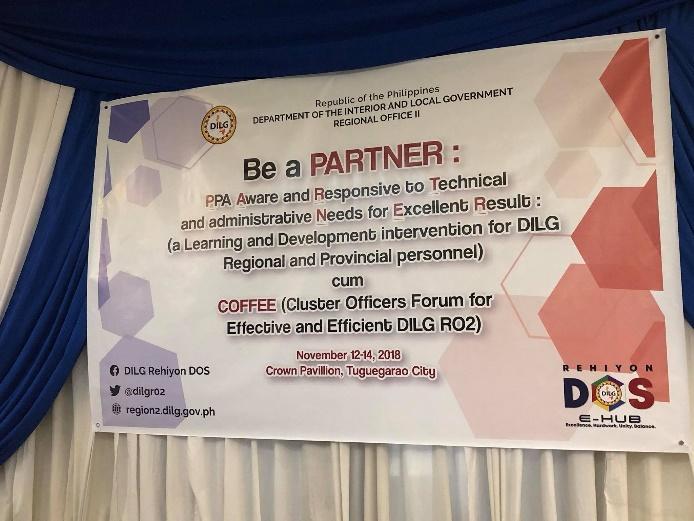 Republic of the Philippines
DEPARTMENT OF THE INTERIOR AND LOCAL GOVERNMENT
REGIONAL OFFICE II
DILG
Be a PARTNER :
PPA Aware and Responsive to Technical
and administrative Needs for Excellent Result :
(a Learning and Development intervention for DILG
Regional and Provincial personnel)
cum
COFFEE (Cluster Officers Forum for
Effective and Efficient DILG RO2)
November 12-14, 2018
Crown Pavillion, Tuguegarao City
DILG Rehiyon DOS
@dilgr02
region2.dilg.gov.ph
REHIYON
DOS
DILG
E-HUB
Excellence. Hardwork. Unity. Balance.